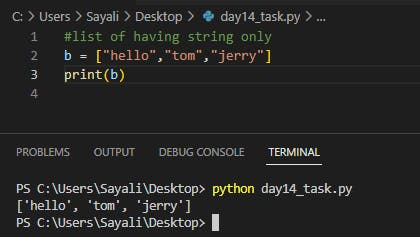 C: > Users > Sayali > Desktop > day14_task.py > ...
1 #list of having string only
2 b = ["hello","tom","jerry"]
3 print(b)
4
PROBLEMS OUTPUT DEBUG CONSOLE TERMINAL
PS C:\Users\Sayali\Desktop> python day14_task.py
['hello', 'tom', 'jerry']
PS C:\Users\Sayali\Desktop>